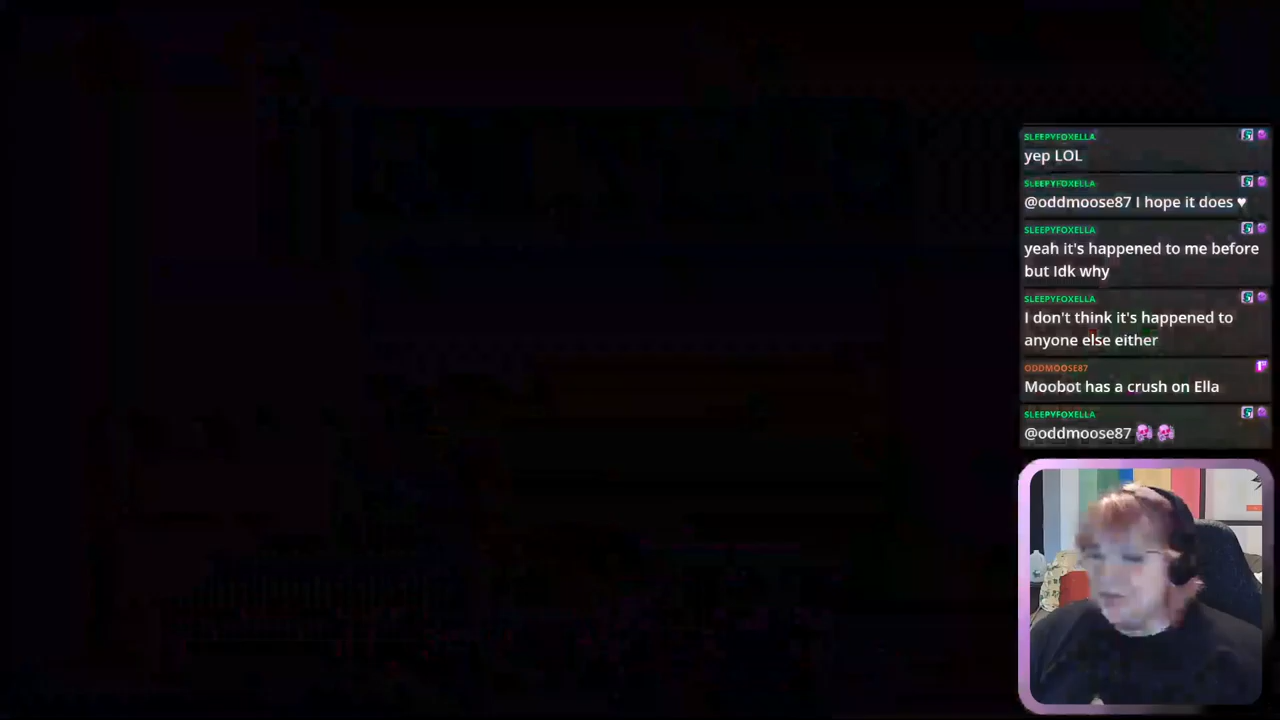 SLEEPYFOXELLA
yep LOL
SLEEPYFOXELLA
@oddmoose87 I hope it does ♥
SLEEPYFOXELLA
yeah it's happened to me before
but Idk why
SLEEPYFOXELLA
I don't think it's happened to
anyone else either
ODDMOOSE87
Moobot has a crush on Ella
SLEEPYFOXELLA
@oddmoose87